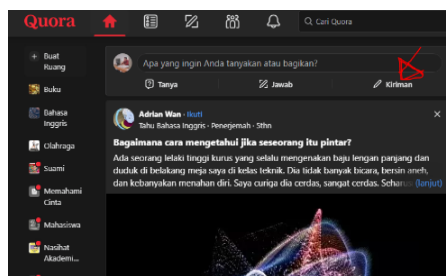 Quora
Cari Quora
+ Buat
Ruang
Buku
Bahasa
Inggris
Olahraga
Suami
Memahami
Cinta
Mahasiswa
Nasihat
Akademi...
Apa yang ingin Anda tanyakan atau bagikan?
Tanya
Jawab
Kiriman
Adrian Wan · Ikuti
Tahu Bahasa Inggris · Penerjemah · 5thn
Bagaimana cara mengetahui jika seseorang itu pintar?
Ada seorang lelaki tinggi kurus yang selalu mengenakan baju lengan panjang dan
duduk di belakang meja saya di kelas teknik. Dia tidak banyak bicara, bersin aneh,
dan kebanyakan menahan diri. Saya curiga dia cerdas, sangat cerdas. Seharus (lanjut)